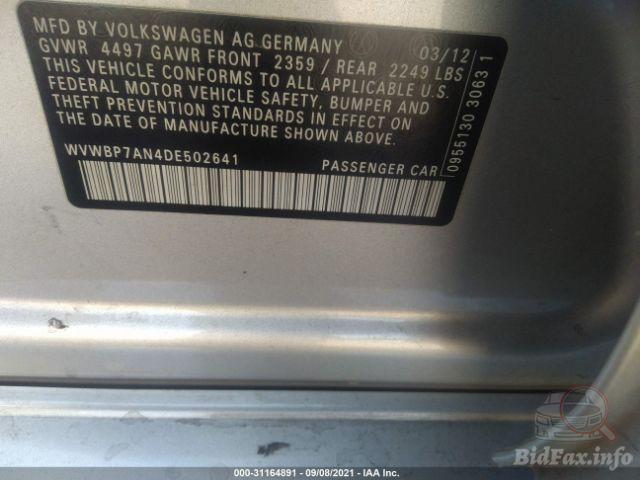 MFD BY VOLKSWAGEN AG GERMANY 03/12
GVWR 4497 GAWR FRONT 2359 / REAR 2249 LBS
THIS VEHICLE CONFORMS TO ALL APPLICABLE U.S.
FEDERAL MOTOR VEHICLE SAFETY, BUMPER AND
THEFT PREVENTION STANDARDS IN EFFECT ON
THE DATE OF MANUFACTURE SHOWN ABOVE.
WVWBP7AN4DE502641 PASSENGER CAR
0955130 3063 1
000-31164891 - 09/08/2021 - IAA Inc.
BidFax.info